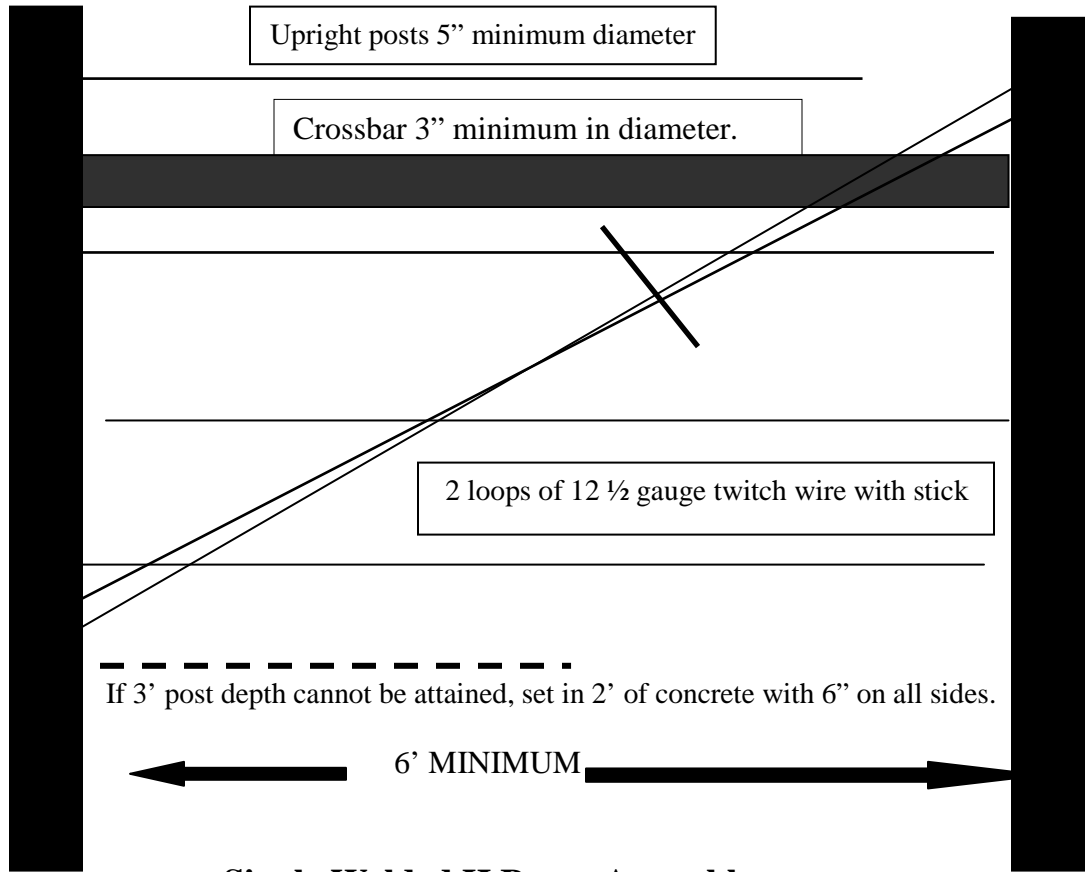 Upright posts 5” minimum diameter
Crossbar 3” minimum in diameter.
2 loops of 12 ½ gauge twitch wire with stick
If 3’ post depth cannot be attained, set in 2’ of concrete with 6” on all sides.
6’ MINIMUM